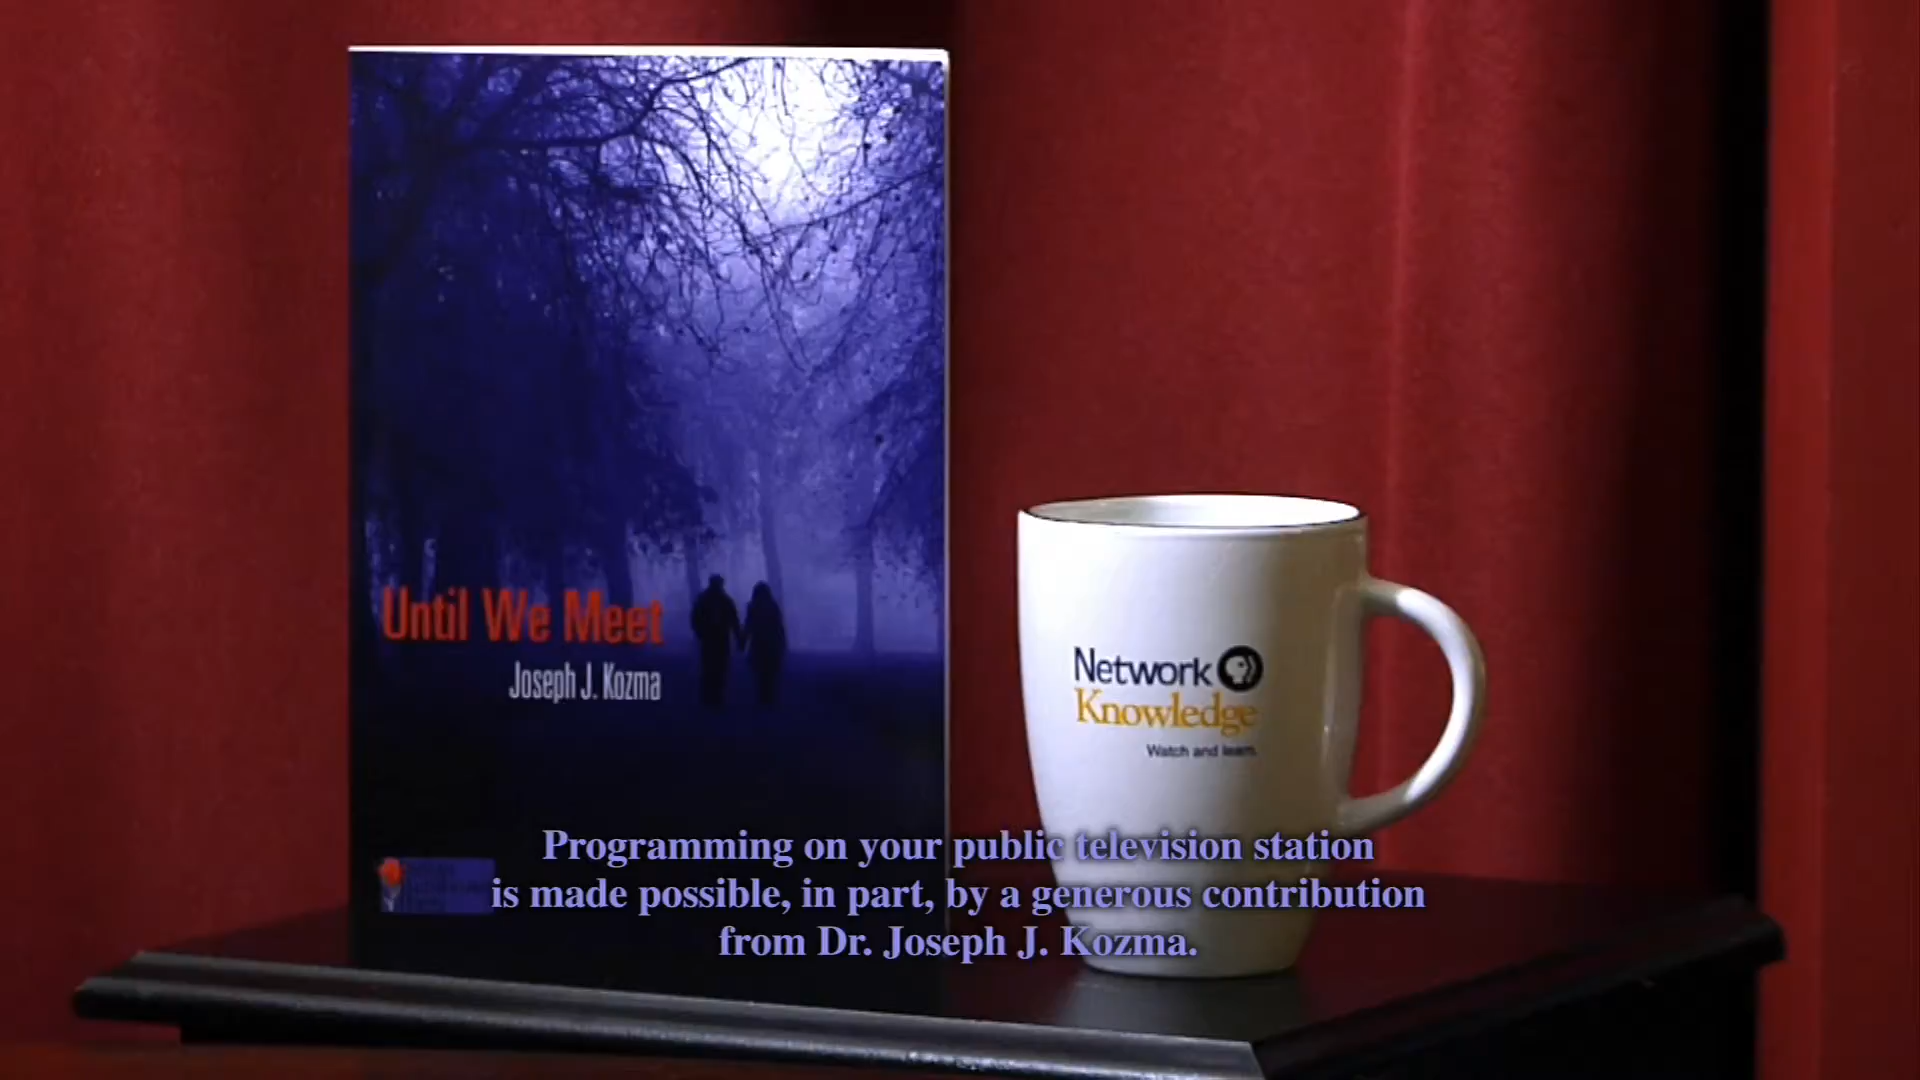 Until We Meet
Joseph J. Kozma
Network
Knowledge
Watch and learn.
Programming on your public television station
is made possible, in part, by a generous contribution
from Dr. Joseph J. Kozma.